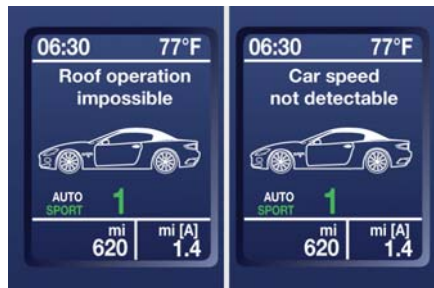 06:30 77°F
Roof operation
impossible
AUTO
SPORT 1
mi mi [A]
620 1.4
06:30 77°F
Car speed
not detectable
AUTO
SPORT 1
mi mi [A]
620 1.4